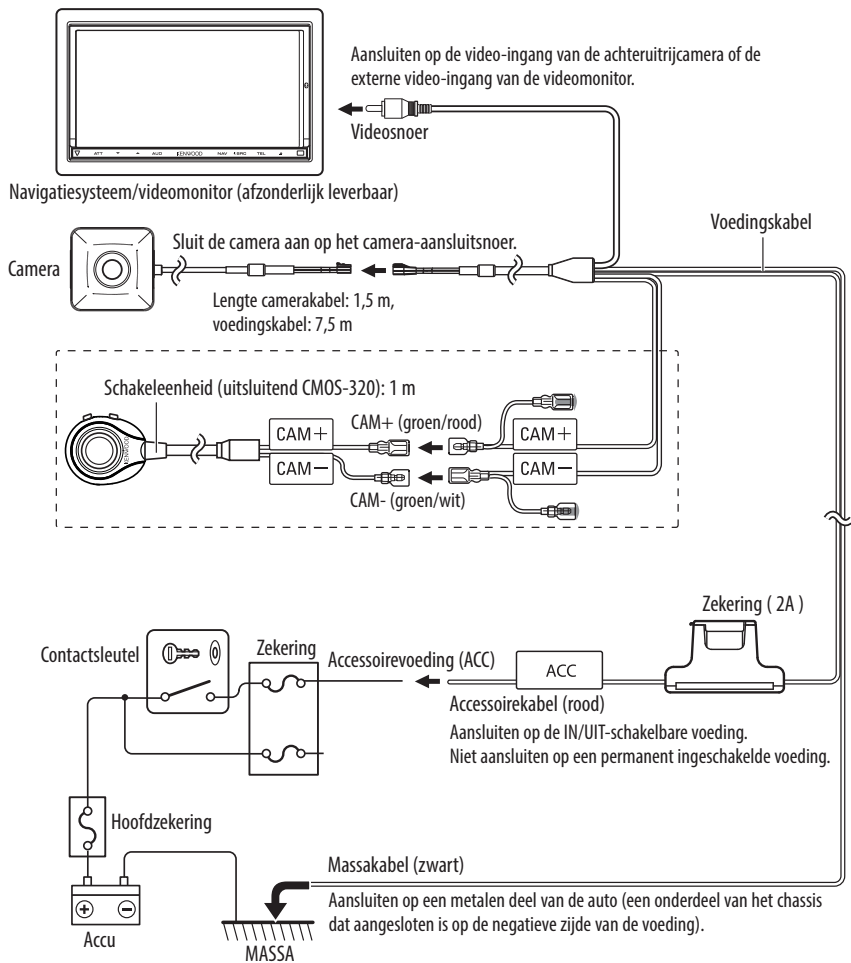 Aansluiten op de video-ingang van de achteruitrijcamera of de
externe video-ingang van de videomonitor.
Videosnoer
ATT
AUD
KENWOOD
NAV
SRC
TEL
Navigatiesysteem/videomonitor (afzonderlijk leverbaar)
Voedingskabel
Sluit de camera aan op het camera-aansluitsnoer.
Camera
Lengte camerakabel: 1,5 m,
voedingskabel: 7,5 m
Schakeleenheid (uitsluitend CMOS-320): 1 m
KENWOOD
CAM+ (groen/rood)
CAM+
CAM+
CAM-
CAM-
CAM- (groen/wit)
Zekering ( 2A )
Contactsleutel
Zekering
Accessoirevoeding (ACC)
ACC
Accessoirekabel (rood)
Aansluiten op de IN/UIT-schakelbare voeding.
Niet aansluiten op een permanent ingeschakelde voeding.
Hoofdzekering
Massakabel (zwart)
Aansluiten op een metalen deel van de auto (een onderdeel van het chassis
dat aangesloten is op de negatieve zijde van de voeding).
Accu
MASSA